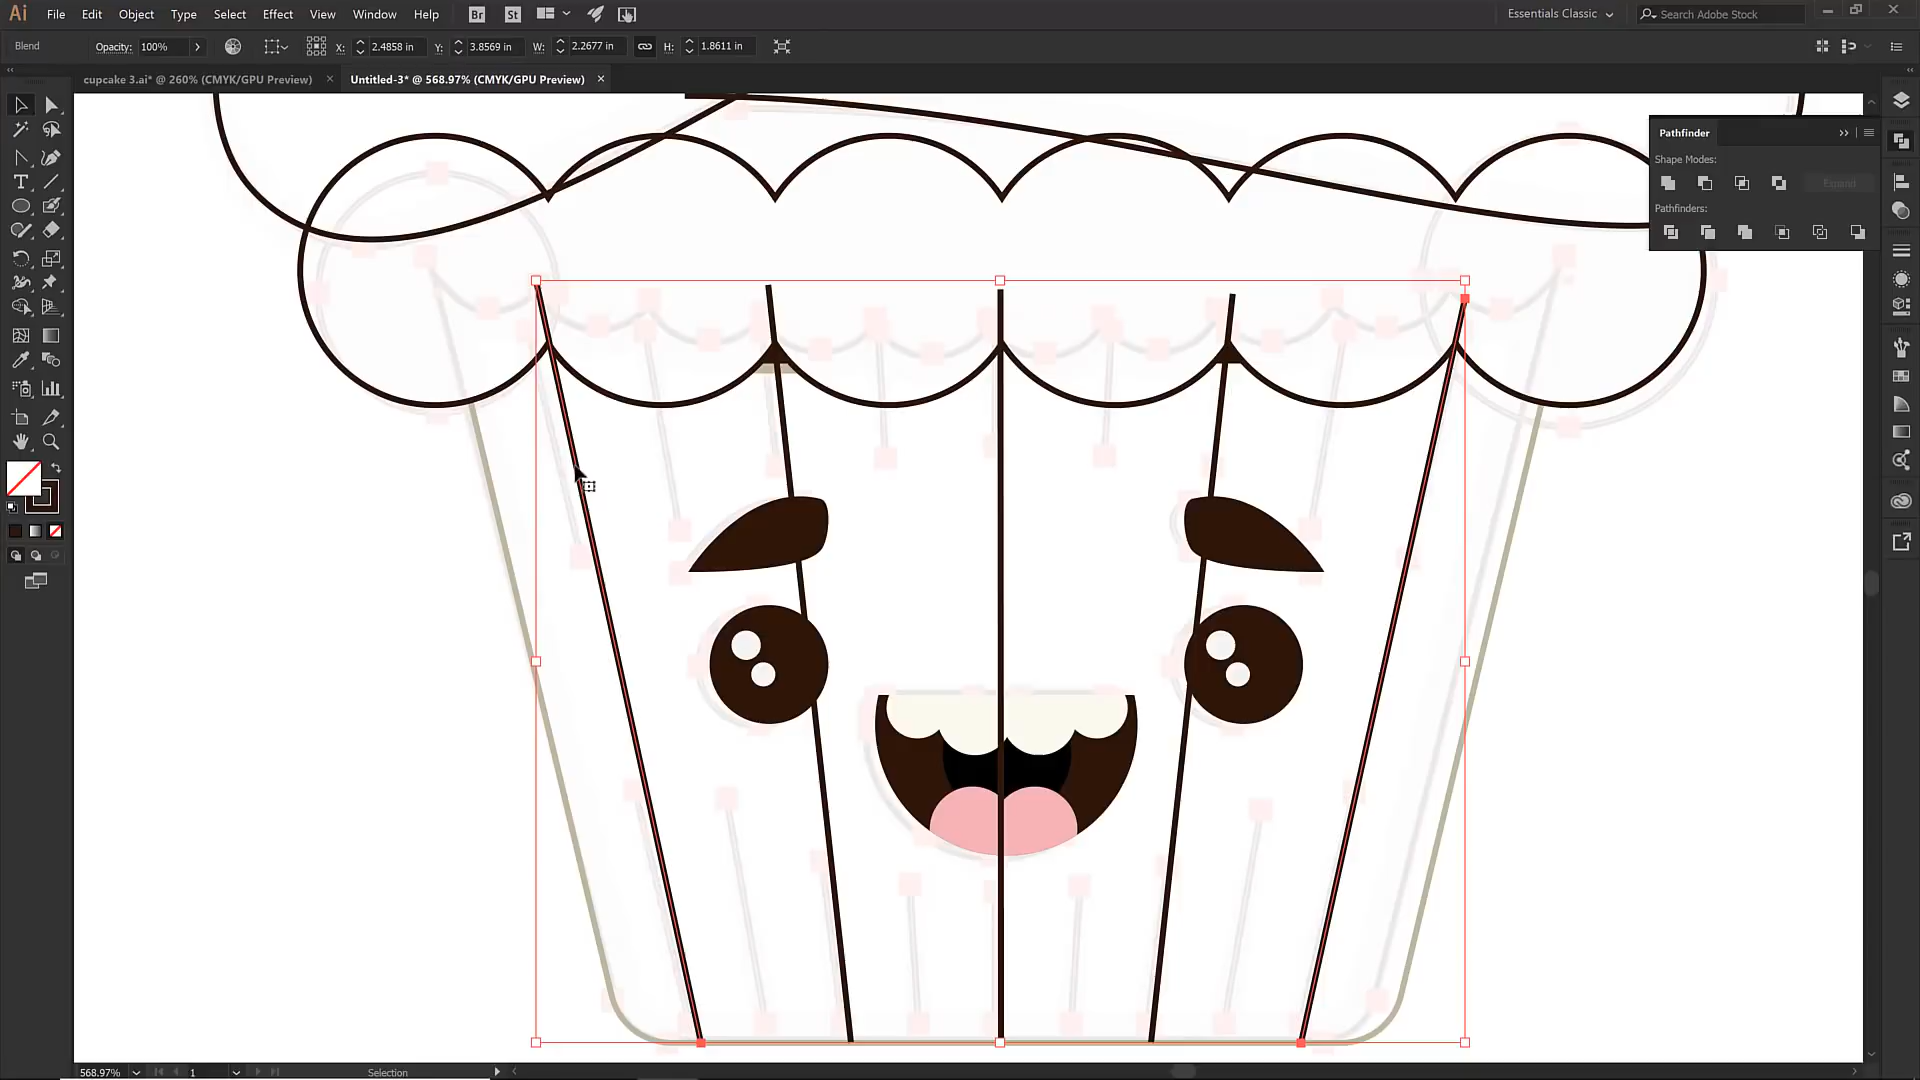 Ai File Edit Object Type Select Effect View Window Help Br St Essentials Classic Search Adobe Stock
Blend Opacity: 100% X: 2.4858 in Y: 3.8569 in W: 2.2677 in H: 1.8611 in
cupcake 3.ai* @ 260% (CMYK/GPU Preview) × Untitled-3* @ 568.97% (CMYK/GPU Preview) ×
Pathfinder
Shape Modes:
Expand
Pathfinders:
568.97% 1 Selection